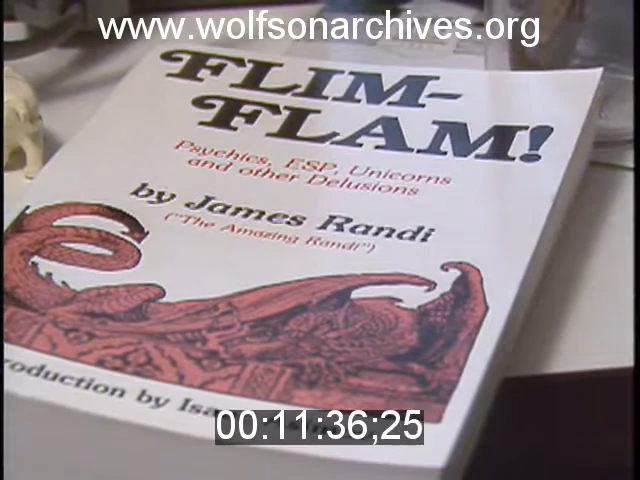 www.wolfsonarchives.org
FLIM-
FLAM!
Psychics, ESP, Unicorns
and other Delusions
by James Randi
("The Amazing Randi")
roduction by Isa
00:11:36;25